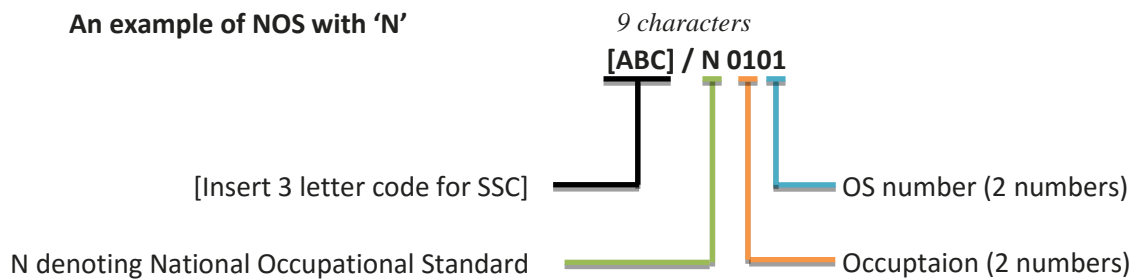 An example of NOS with ‘N’
9 characters
[ABC] / N 0101
[Insert 3 letter code for SSC]
OS number (2 numbers)
N denoting National Occupational Standard
Occuptaion (2 numbers)